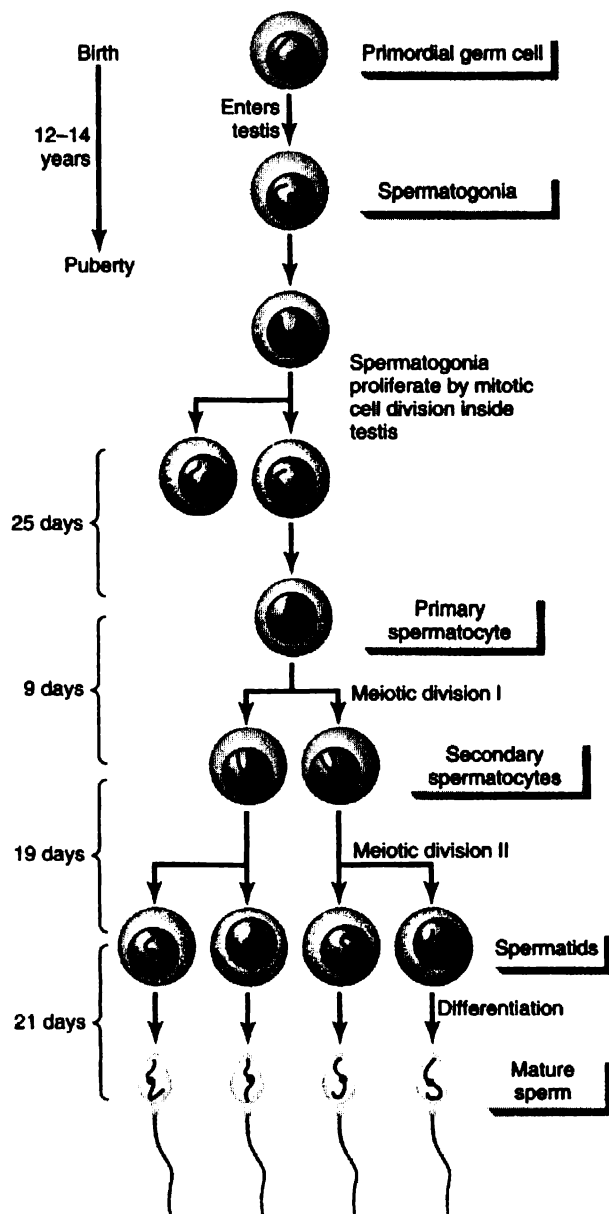 Birth
Primordial germ cell
Enters
testis
12–14
years
Spermatogonia
Puberty
Spermatogonia
proliferate by mitotic
cell division inside
testis
25 days
Primary
spermatocyte
9 days
Meiotic division I
Secondary
spermatocytes
19 days
Meiotic division II
Spermatids
21 days
Differentiation
Mature
sperm